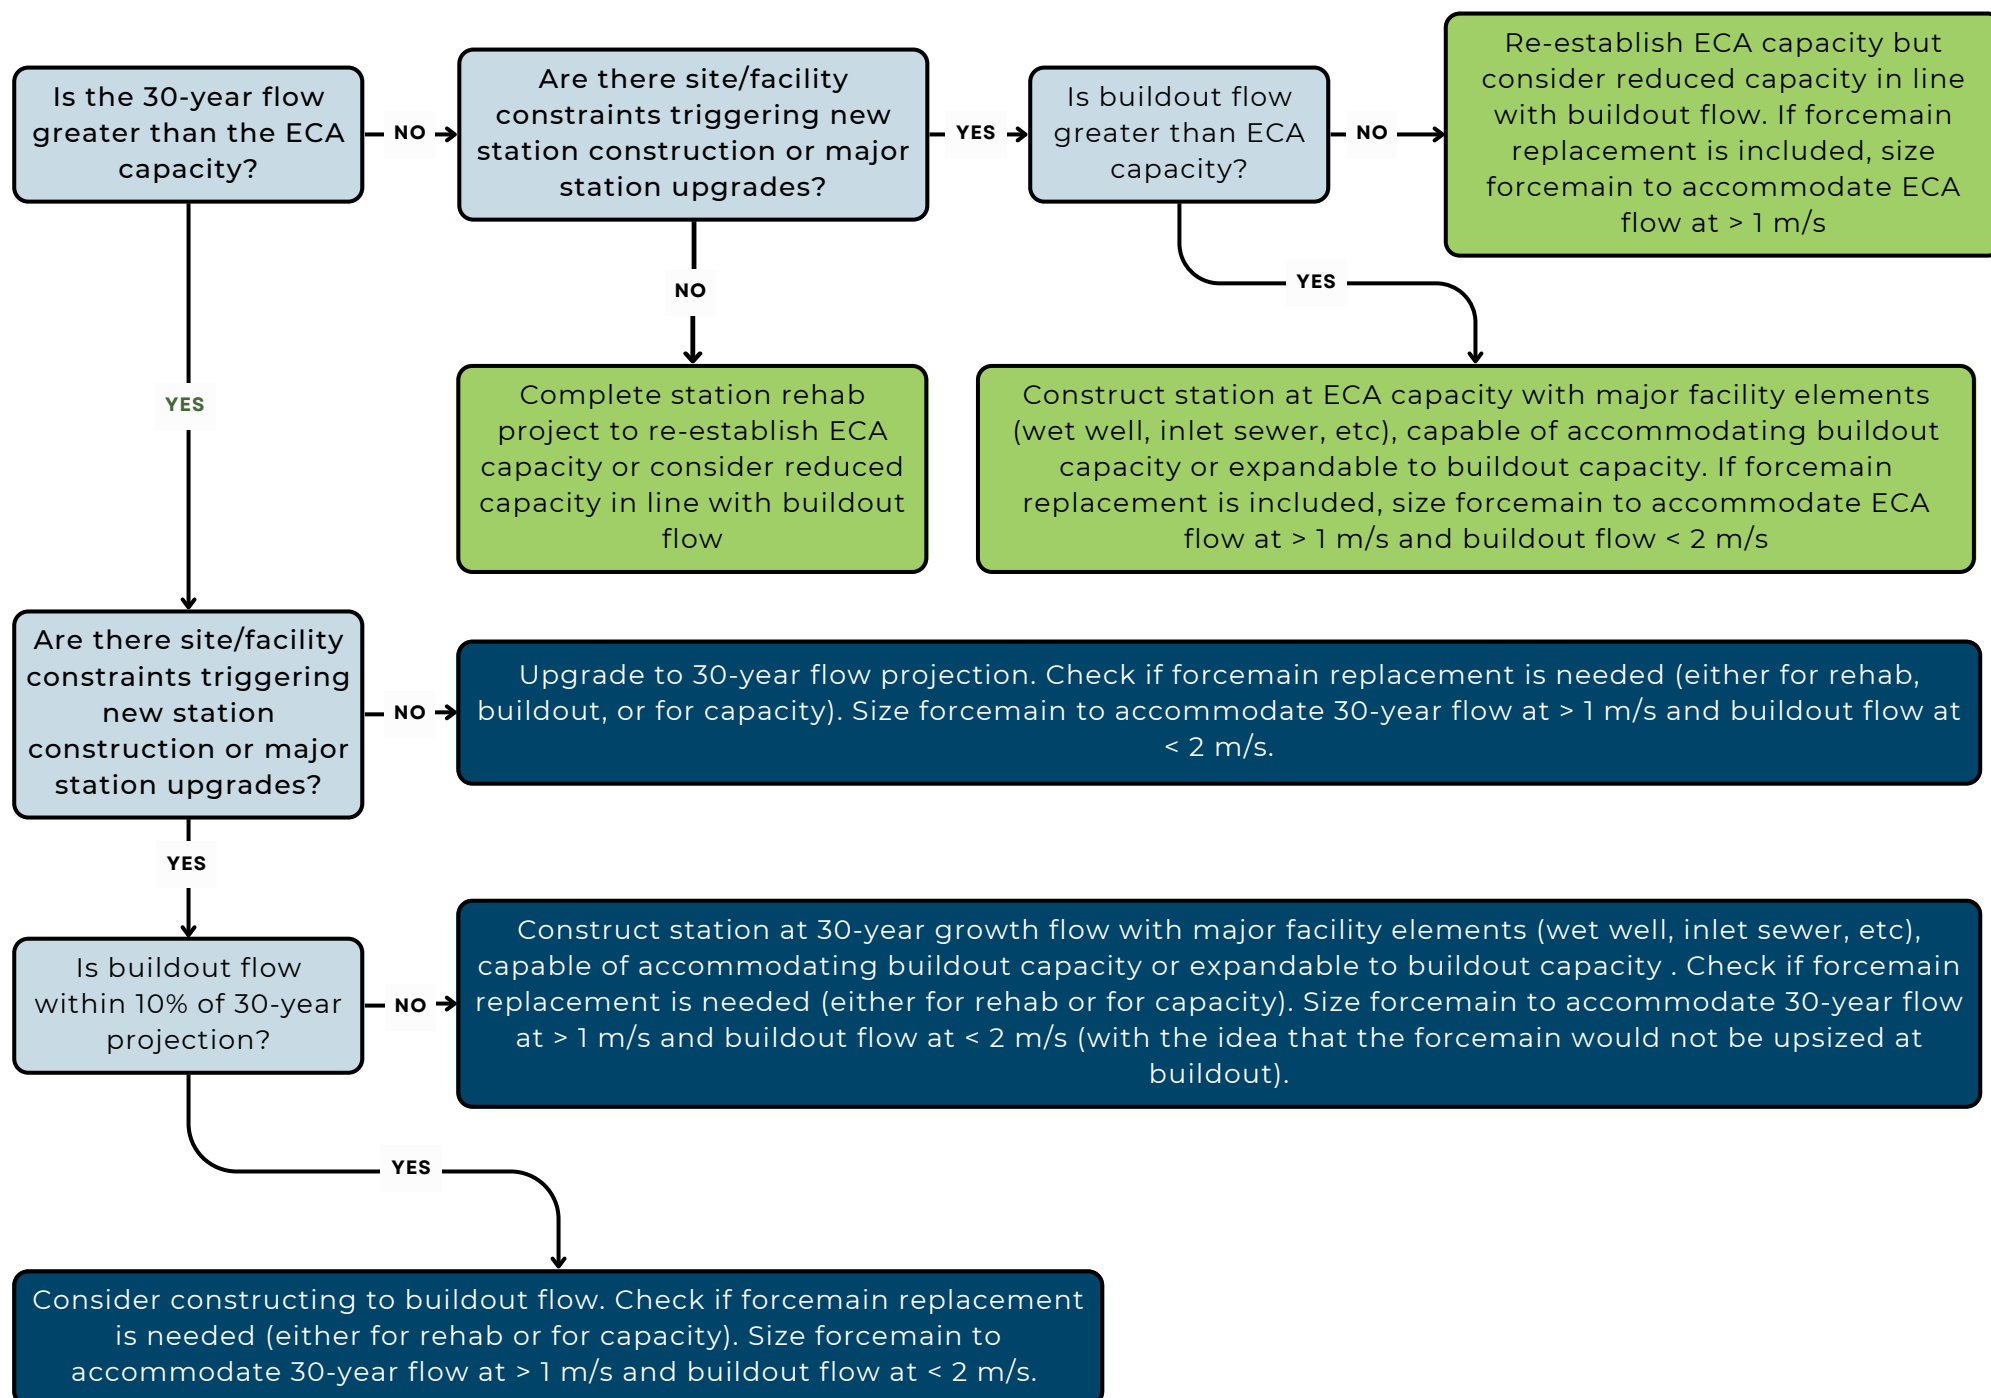 Is the 30-year flow
greater than the ECA
capacity?
NO
Are there site/facility
constraints triggering new
station construction or major
station upgrades?
YES
Is buildout flow
greater than ECA
capacity?
NO
Re-establish ECA capacity but
consider reduced capacity in line
with buildout flow. If forcemain
replacement is included, size
forcemain to accommodate ECA
flow at > 1 m/s
YES
NO
YES
Complete station rehab
project to re-establish ECA
capacity or consider reduced
capacity in line with buildout
flow
Construct station at ECA capacity with major facility elements
(wet well, inlet sewer, etc), capable of accommodating buildout
capacity or expandable to buildout capacity. If forcemain
replacement is included, size forcemain to accommodate ECA
flow at > 1 m/s and buildout flow < 2 m/s
Are there site/facility
constraints triggering
new station
construction or major
station upgrades?
NO
Upgrade to 30-year flow projection. Check if forcemain replacement is needed (either for rehab,
buildout, or for capacity). Size forcemain to accommodate 30-year flow at > 1 m/s and buildout flow at
< 2 m/s.
YES
Is buildout flow
within 10% of 30-year
projection?
NO
Construct station at 30-year growth flow with major facility elements (wet well, inlet sewer, etc),
capable of accommodating buildout capacity or expandable to buildout capacity . Check if forcemain
replacement is needed (either for rehab or for capacity). Size forcemain to accommodate 30-year flow
at > 1 m/s and buildout flow at < 2 m/s (with the idea that the forcemain would not be upsized at
buildout).
YES
Consider constructing to buildout flow. Check if forcemain replacement
is needed (either for rehab or for capacity). Size forcemain to
accommodate 30-year flow at > 1 m/s and buildout flow at < 2 m/s.